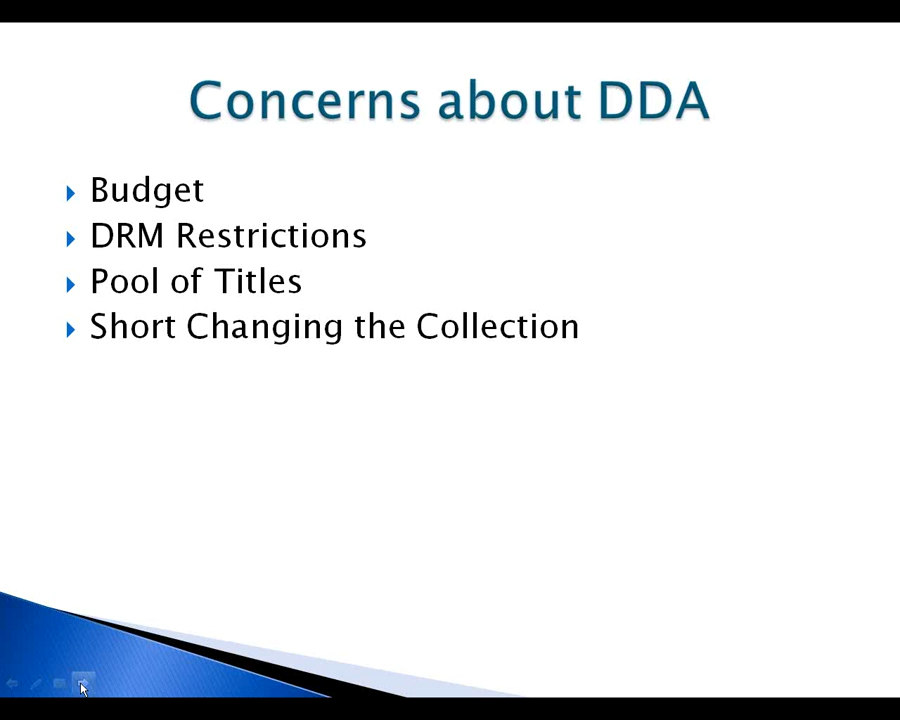 Concerns about DDA
Budget
DRM Restrictions
Pool of Titles
Short Changing the Collection